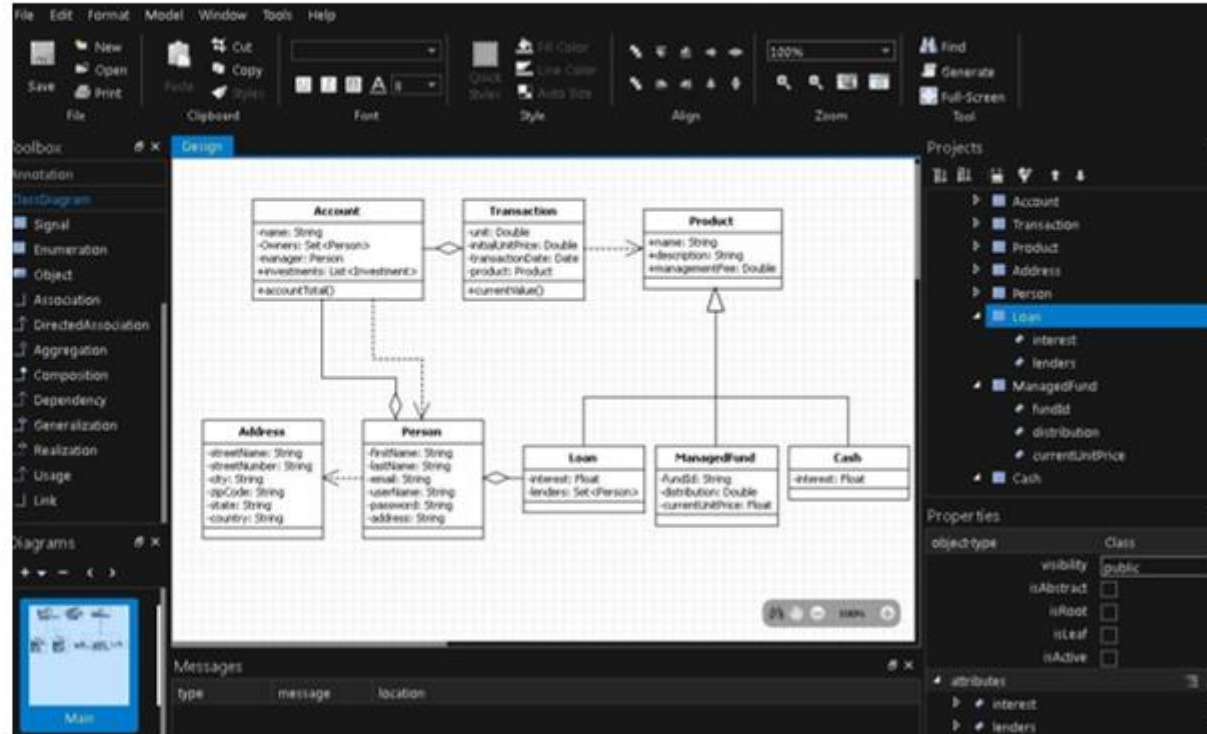 File Edit Format Model Window Tools Help
Save
New
Open
Print
File
Paste
Cut
Copy
Styles
Clipboard
A 8
Font
Quick Styles
Fill Color
Line Color
Auto Size
Style
Align
100%
Zoom
Find
Generate
Full-Screen
Tool
Toolbox
Annotation
ClassDiagram
Signal
Enumeration
Object
Association
DirectedAssociation
Aggregation
Composition
Dependency
Generalization
Realization
Usage
Link
Diagrams
Main
Design
Account
-name: String
-Owners: Set<Person>
-manager: Person
+investments: List<Investment>
+accountTotal()
Transaction
-unit: Double
-initialUnitPrice: Double
-transactionDate: Date
-product: Product
+currentValue()
Product
+name: String
+description: String
+managementFee: Double
Address
-streetName: String
-streetNumber: String
-city: String
-zipCode: String
-state: String
-country: String
Person
-firstName: String
-lastName: String
-email: String
-userName: String
-password: String
-address: String
Loan
-interest: Float
-lenders: Set<Person>
ManagedFund
-fundId: String
-distribution: Double
-currentUnitPrice: Float
Cash
-interest: Float
100%
Messages
type message location
Projects
Account
Transaction
Product
Address
Person
Loan
interest
lenders
ManagedFund
fundId
distribution
currentUnitPrice
Cash
Properties
object-type Class
visibility public
isAbstract
isRoot
isLeaf
isActive
attributes
interest
lenders